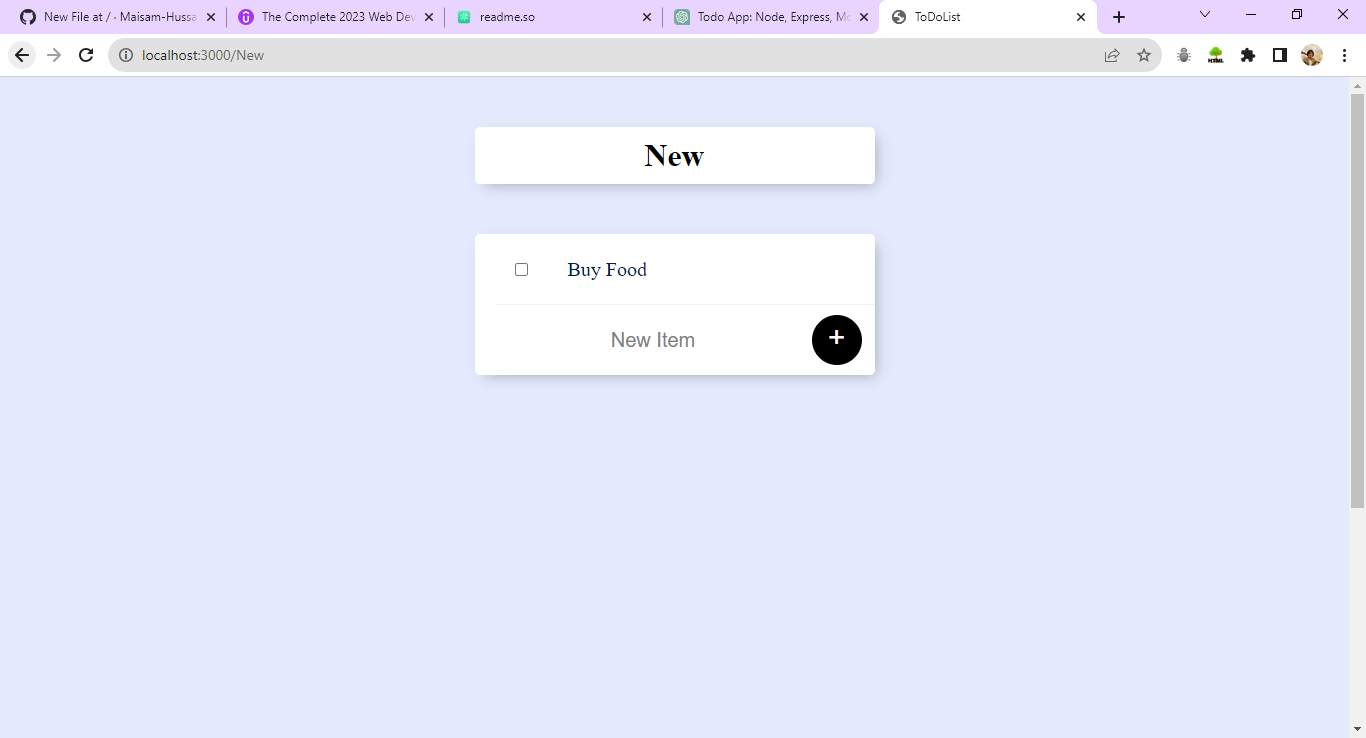 New File at / · Maisam-Hussa
The Complete 2023 Web Dev
readme.so
Todo App: Node, Express, Mo
ToDoList
localhost:3000/New
HTML
New
Buy Food
New Item
+